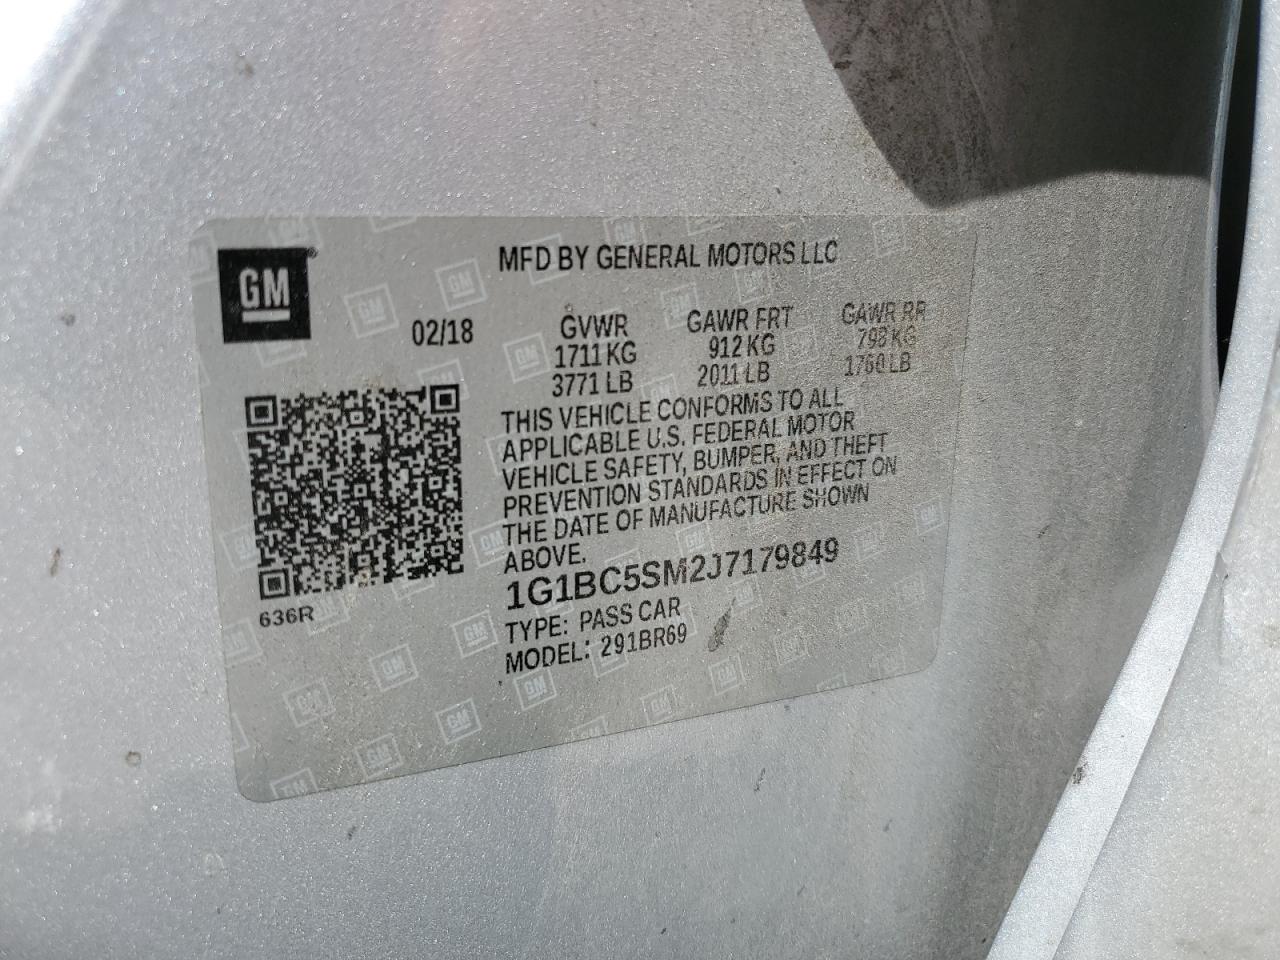 GM
MFD BY GENERAL MOTORS LLC
02/18
GVWR GAWR FRT GAWR RR
1711 KG 912 KG 798 KG
3771 LB 2011 LB 1760 LB
THIS VEHICLE CONFORMS TO ALL
APPLICABLE U.S. FEDERAL MOTOR
VEHICLE SAFETY, BUMPER, AND THEFT
PREVENTION STANDARDS IN EFFECT ON
THE DATE OF MANUFACTURE SHOWN
ABOVE.
1G1BC5SM2J7179849
TYPE: PASS CAR
MODEL: 291BR69
636R